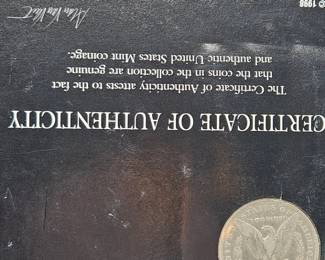 CERTIFICATE OF AUTHENTICITY
The Certificate of Authenticity attests to the fact
that the coins in the collection are genuine
and authentic United States Mint coinage.
© 1998